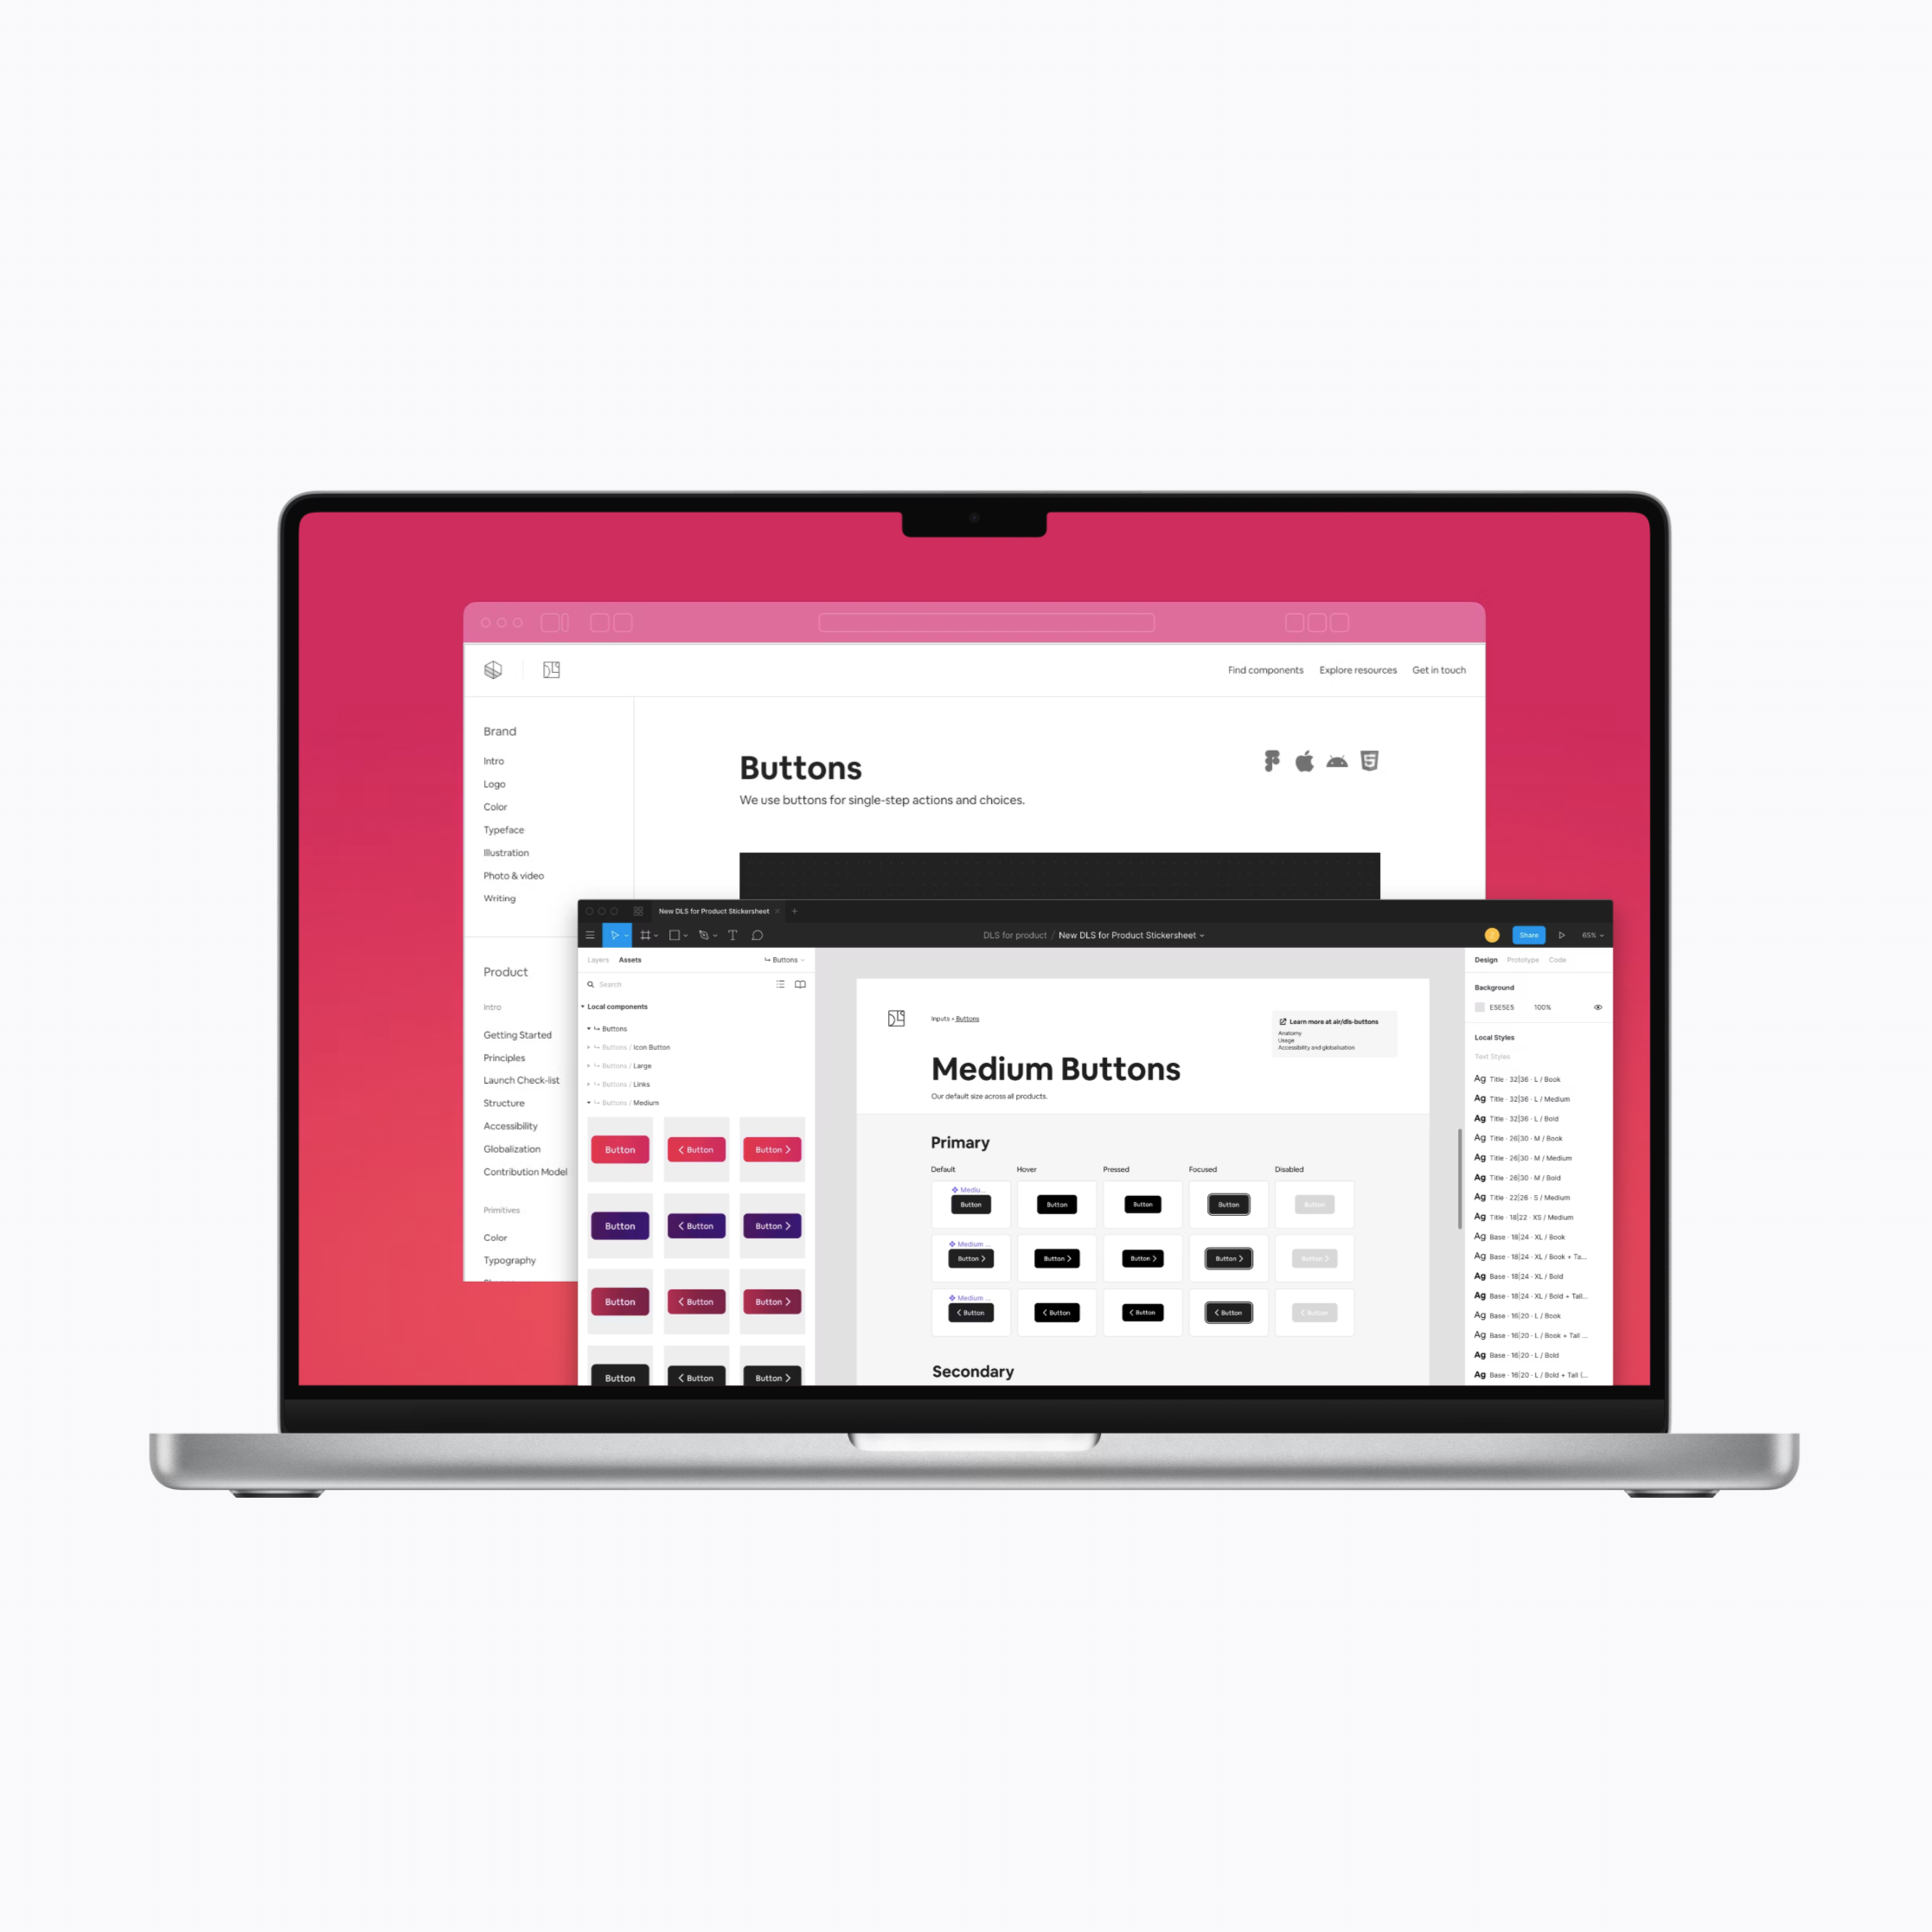 Find components
Explore resources
Get in touch
Brand
Intro
Logo
Color
Typeface
Illustration
Photo & video
Writing
Product
Intro
Getting Started
Principles
Launch Check-list
Structure
Accessibility
Globalization
Contribution Model
Primitives
Color
Typography
Buttons
We use buttons for single-step actions and choices.
New DLS for Product Stickersheet
DLS for product / New DLS for Product Stickersheet
Share
65%
Layers
Assets
Buttons
Search
Local components
Buttons
Buttons / Icon Button
Buttons / Large
Buttons / Links
Buttons / Medium
Button
Button
Button
Button
Button
Button
Button
Button
Button
Button
Button
Button
Inputs > Buttons
Learn more at air/dls-buttons
Anatomy
Usage
Accessibility and globalisation
Medium Buttons
Our default size across all products.
Primary
Default
Hover
Pressed
Focused
Disabled
Mediu...
Button
Button
Button
Button
Button
Medium ...
Button
Button
Button
Button
Button
Medium ...
Button
Button
Button
Button
Button
Secondary
Design
Prototype
Code
Background
E5E5E5
100%
Local Styles
Text Styles
Ag Title · 32|36 · L / Book
Ag Title · 32|36 · L / Medium
Ag Title · 32|36 · L / Bold
Ag Title · 26|30 · M / Book
Ag Title · 26|30 · M / Medium
Ag Title · 26|30 · M / Bold
Ag Title · 22|26 · S / Medium
Ag Title · 18|22 · XS / Medium
Ag Base · 18|24 · XL / Book
Ag Base · 18|24 · XL / Book + Ta...
Ag Base · 18|24 · XL / Bold
Ag Base · 18|24 · XL / Bold + Tall...
Ag Base · 16|20 · L / Book
Ag Base · 16|20 · L / Book + Tall ...
Ag Base · 16|20 · L / Bold
Ag Base · 16|20 · L / Bold + Tall (...